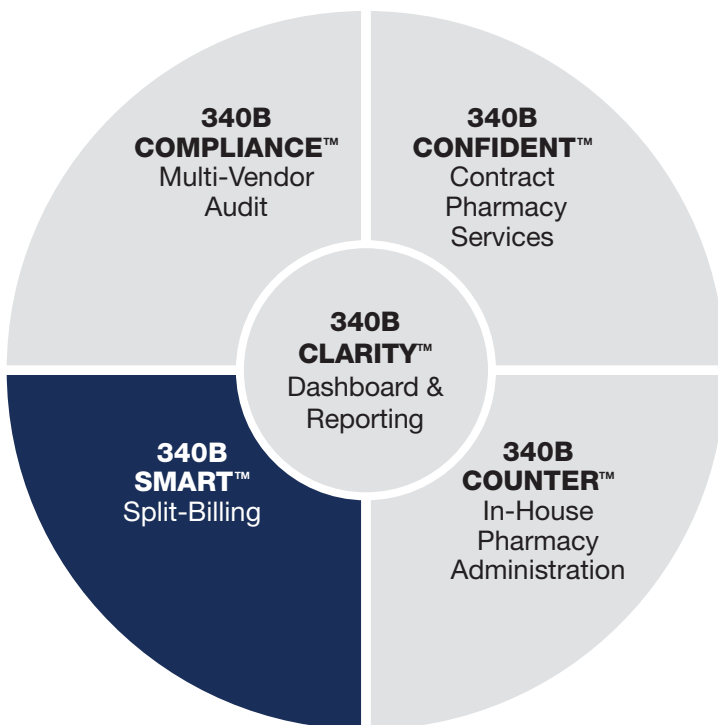 340B
COMPLIANCE™
Multi-Vendor
Audit
340B
CONFIDENT™
Contract
Pharmacy
Services
340B
CLARITY™
Dashboard &
Reporting
340B
SMART™
Split-Billing
340B
COUNTER™
In-House
Pharmacy
Administration